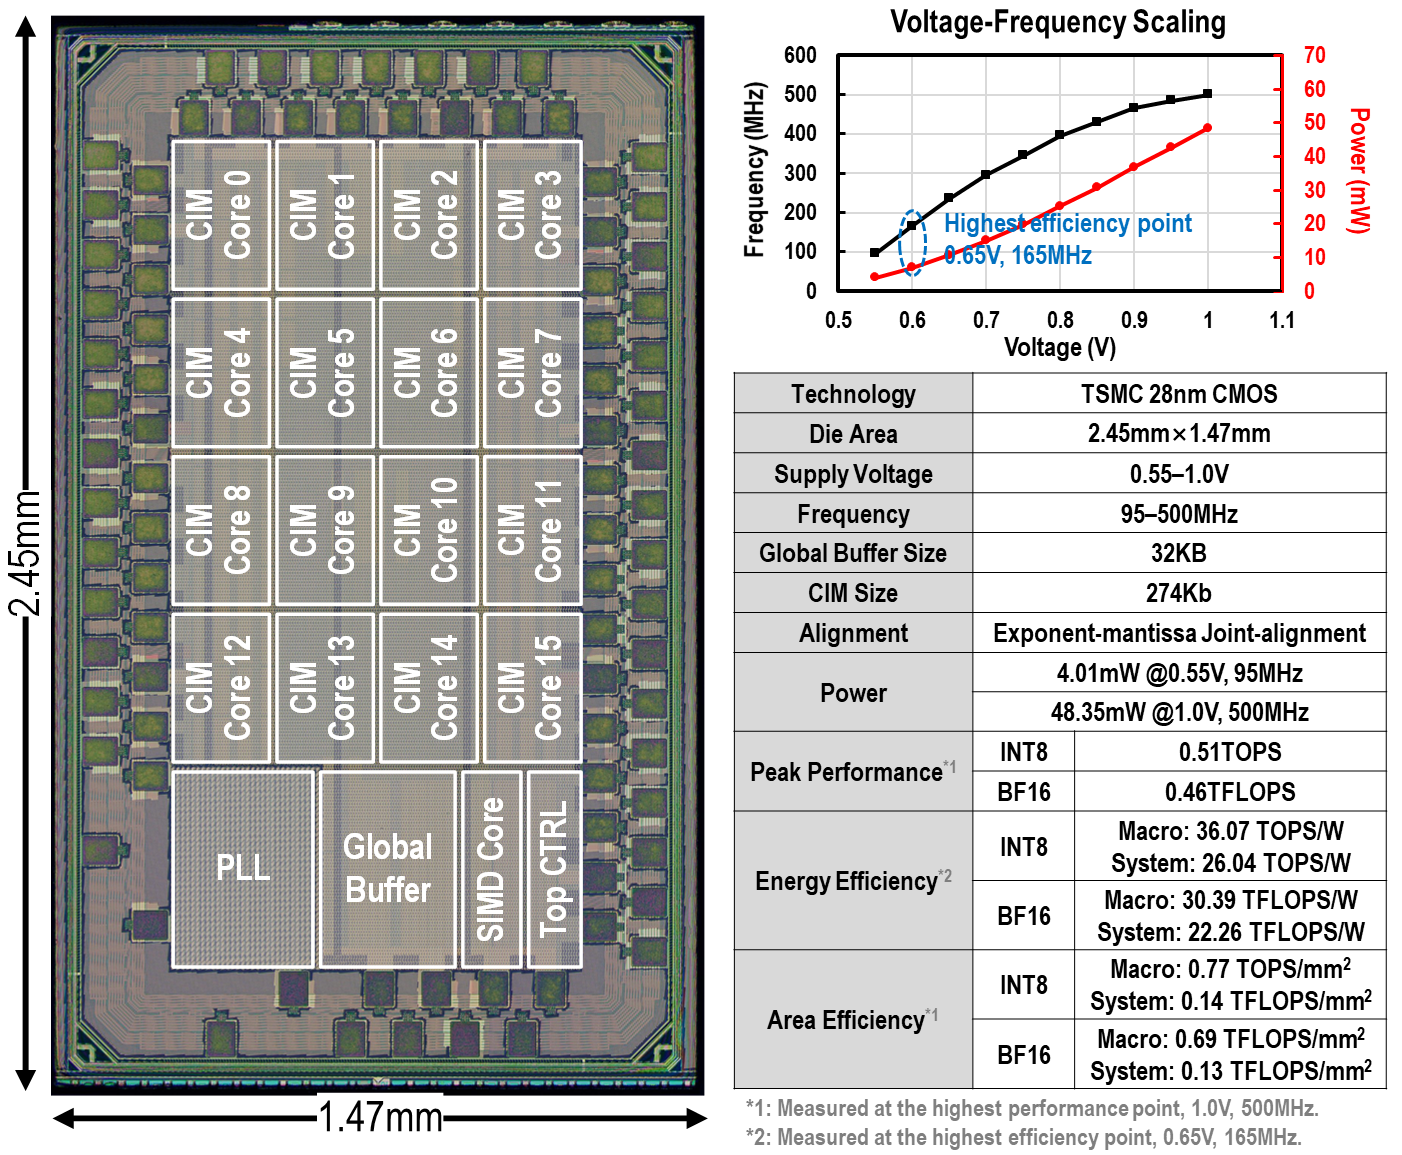 2.45mm
1.47mm
CIM
Core 0
CIM
Core 1
CIM
Core 2
CIM
Core 3
CIM
Core 4
CIM
Core 5
CIM
Core 6
CIM
Core 7
CIM
Core 8
CIM
Core 9
CIM
Core 10
CIM
Core 11
CIM
Core 12
CIM
Core 13
CIM
Core 14
CIM
Core 15
PLL
Global
Buffer
SIMD Core
Top CTRL
Voltage-Frequency Scaling
Frequency (MHz)
600
500
400
300
200
100
0
70
60
50
40
30
20
10
0
Power (mW)
Highest efficiency point
0.65V, 165MHz
0.5 0.6 0.7 0.8 0.9 1 1.1
Voltage (V)
Technology TSMC 28nm CMOS
Die Area 2.45mm×1.47mm
Supply Voltage 0.55–1.0V
Frequency 95–500MHz
Global Buffer Size 32KB
CIM Size 274Kb
Alignment Exponent-mantissa Joint-alignment
Power
4.01mW @0.55V, 95MHz
48.35mW @1.0V, 500MHz
Peak Performance*1
INT8 0.51TOPS
BF16 0.46TFLOPS
Energy Efficiency*2
INT8
Macro: 36.07 TOPS/W
System: 26.04 TOPS/W
BF16
Macro: 30.39 TFLOPS/W
System: 22.26 TFLOPS/W
Area Efficiency*1
INT8
Macro: 0.77 TOPS/mm2
System: 0.14 TFLOPS/mm2
BF16
Macro: 0.69 TFLOPS/mm2
System: 0.13 TFLOPS/mm2
*1: Measured at the highest performance point, 1.0V, 500MHz.
*2: Measured at the highest efficiency point, 0.65V, 165MHz.